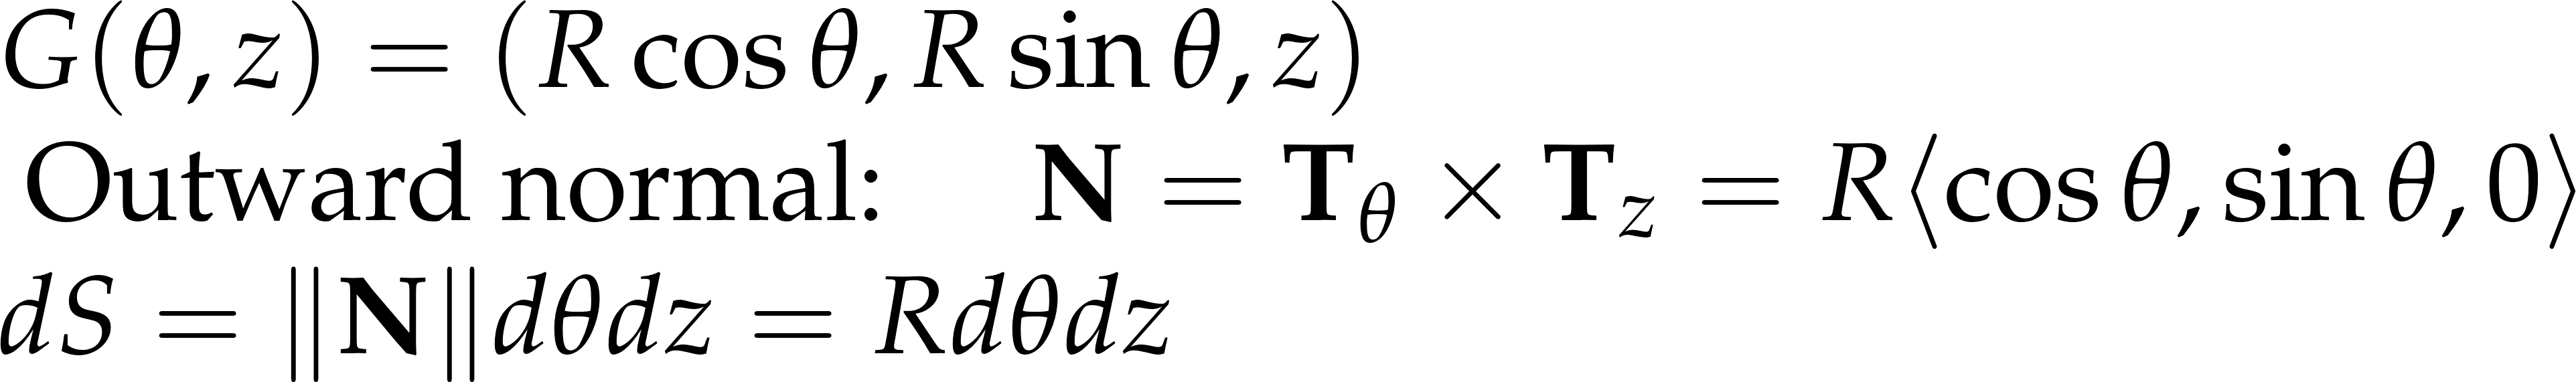 G(θ, z) = (R cos θ, R sin θ, z)
Outward normal: N = T_θ × T_z = R⟨cos θ, sin θ, 0⟩
dS = ‖N‖dθdz = Rdθdz